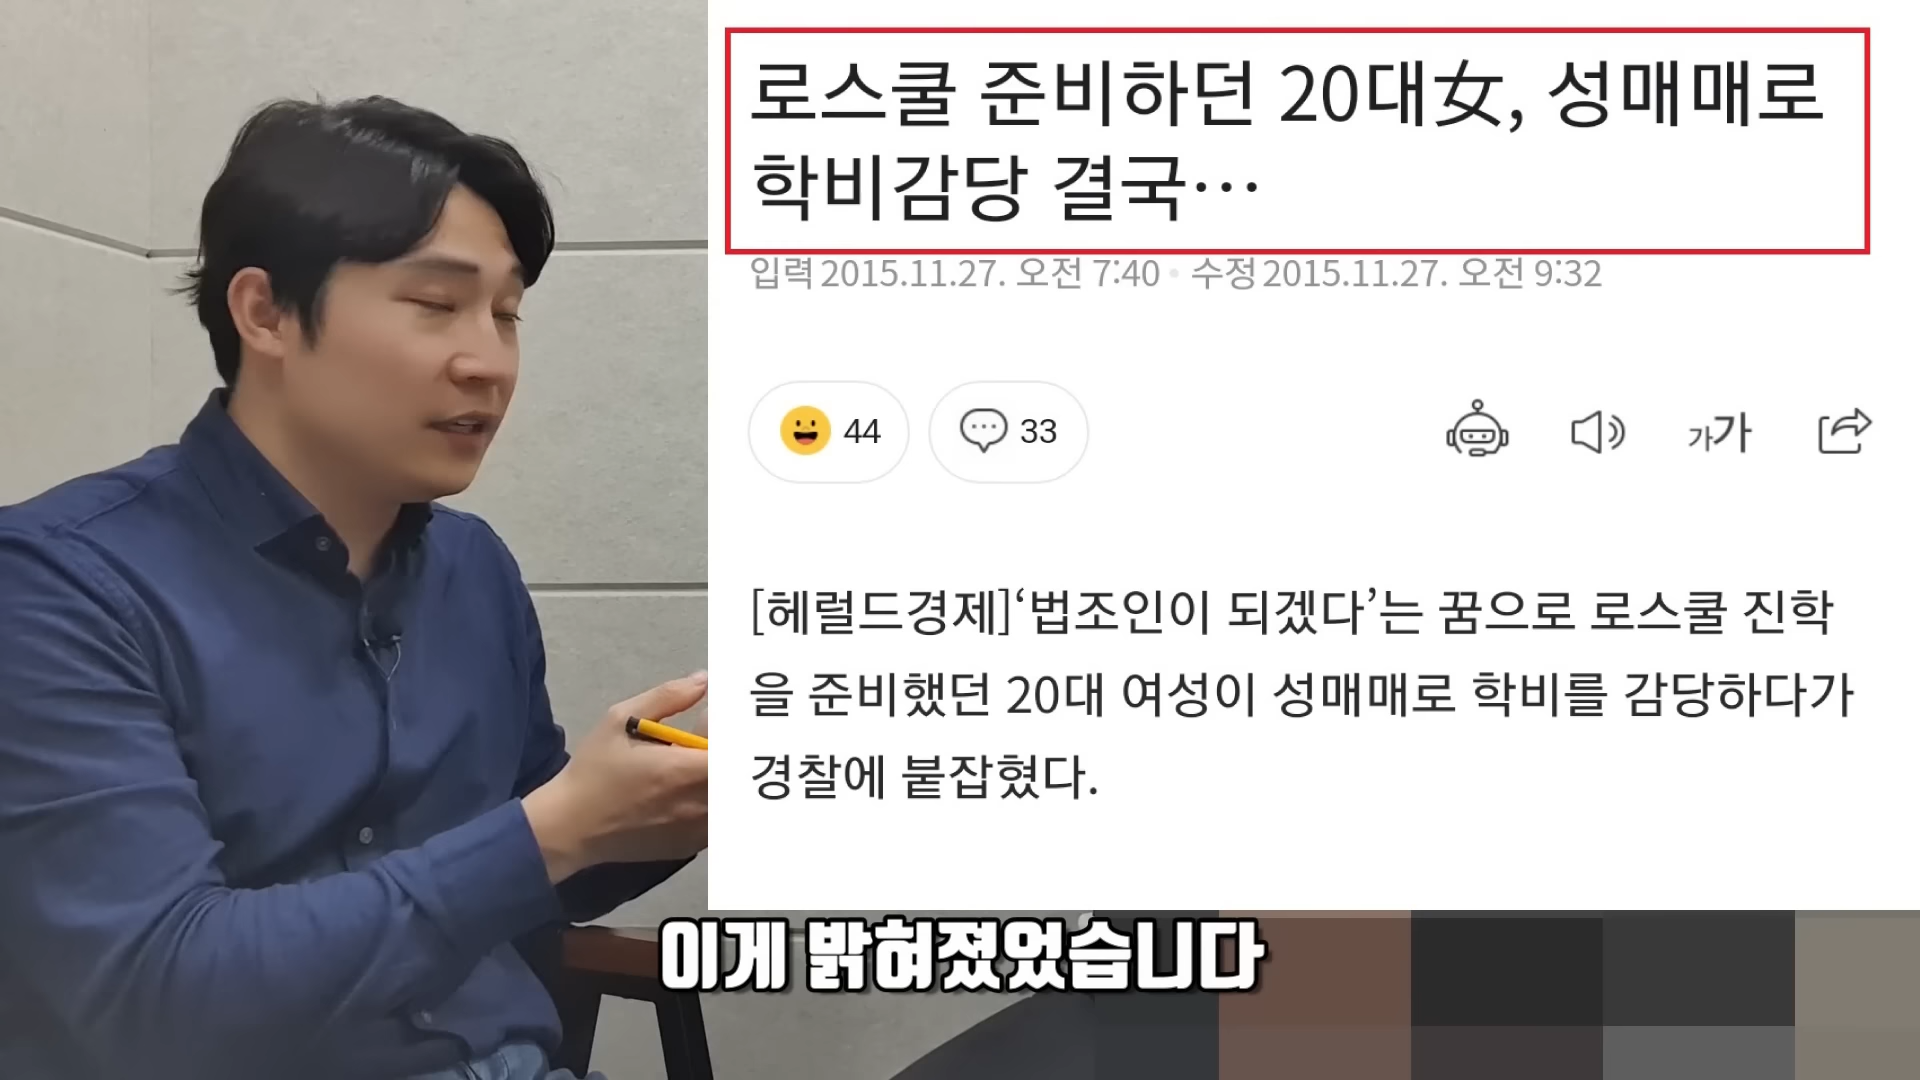 로스쿨 준비하던 20대女, 성매매로
학비감당 결국…
입력 2015.11.27. 오전 7:40 • 수정 2015.11.27. 오전 9:32
44
33
가가
[헤럴드경제]‘법조인이 되겠다’는 꿈으로 로스쿨 진학
을 준비했던 20대 여성이 성매매로 학비를 감당하다가
경찰에 붙잡혔다.
이게 밝혀졌었습니다